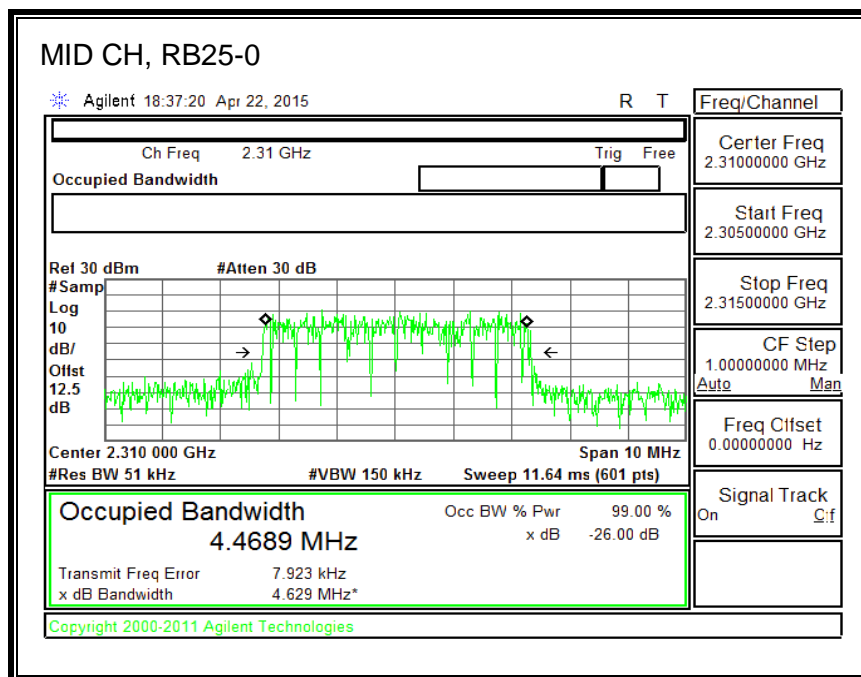 MID CH, RB25-0
Agilent 18:37:20 Apr 22, 2015 R T
Freq/Channel
Ch Freq 2.31 GHz Trig Free
Occupied Bandwidth
Center Freq
2.31000000 GHz
Start Freq
2.30500000 GHz
Stop Freq
2.31500000 GHz
CF Step
1.00000000 MHz
Auto Man
Freq Offset
0.00000000 Hz
Signal Track
On Off
Ref 30 dBm #Atten 30 dB
#Samp
Log
10
dB/
Offst
12.5
dB
Center 2.310 000 GHz Span 10 MHz
#Res BW 51 kHz #VBW 150 kHz Sweep 11.64 ms (601 pts)
Occupied Bandwidth
4.4689 MHz
Occ BW % Pwr 99.00 %
x dB -26.00 dB
Transmit Freq Error 7.923 kHz
x dB Bandwidth 4.629 MHz*
Copyright 2000-2011 Agilent Technologies